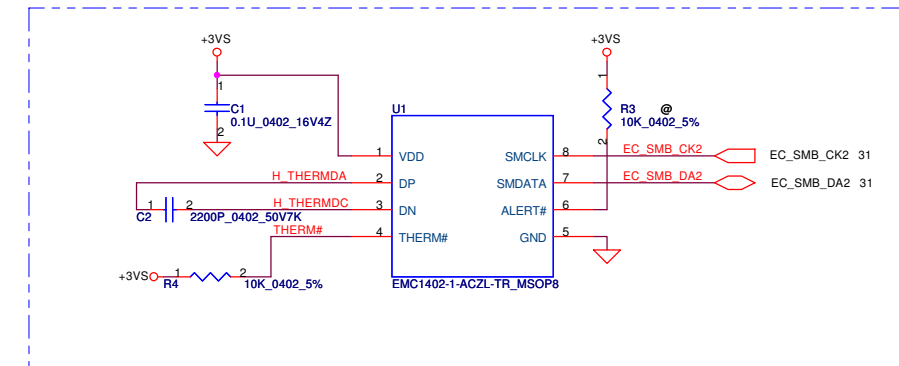 +3VS
+3VS
1
1
C1
0.1U_0402_16V4Z
2
U1
R3 @
10K_0402_5%
2
1 VDD SMCLK 8 EC_SMB_CK2 EC_SMB_CK2 31
H_THERMDA 2 DP SMDATA 7 EC_SMB_DA2 EC_SMB_DA2 31
1 2 H_THERMDC 3 DN ALERT# 6
C2 2200P_0402_50V7K
THERM# 4 THERM# GND 5
+3VS 1 2
R4 10K_0402_5%
EMC1402-1-ACZL-TR_MSOP8